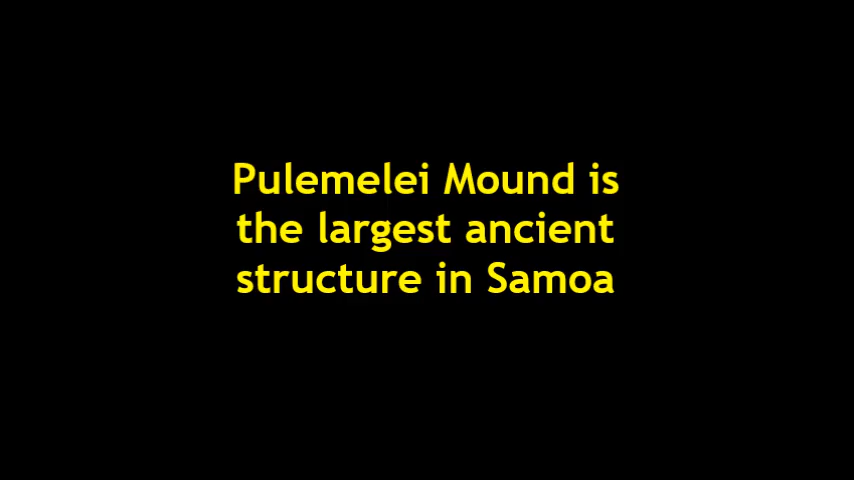 Pulemelei Mound is
the largest ancient
structure in Samoa